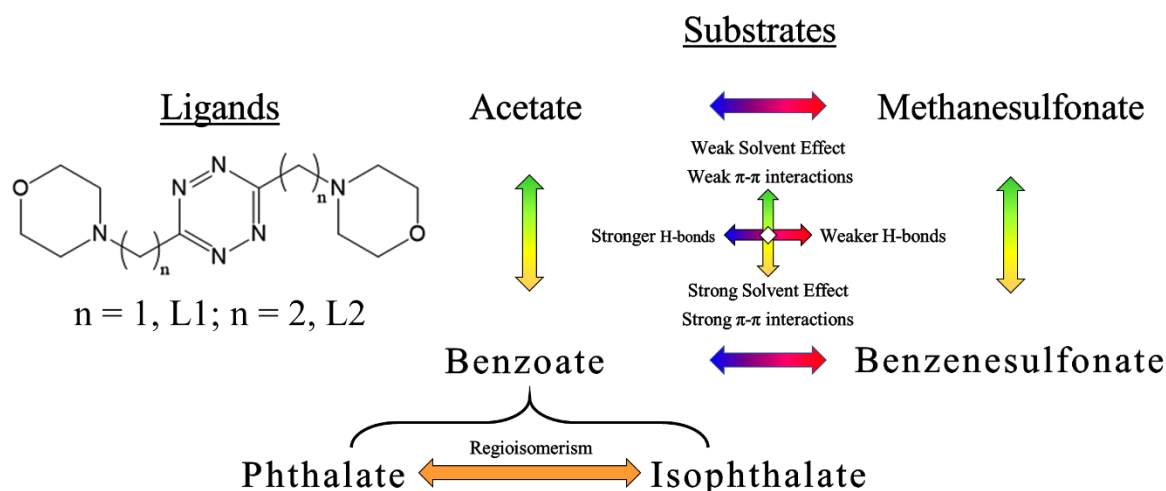 Substrates
Ligands
Acetate
Methanesulfonate
Weak Solvent Effect
Weak π-π interactions
Stronger H-bonds
Weaker H-bonds
Strong Solvent Effect
Strong π-π interactions
O
N
N
N
N
N
N
O
n
n
n = 1, L1; n = 2, L2
Benzoate
Benzenesulfonate
Regioisomerism
Phthalate
Isophthalate